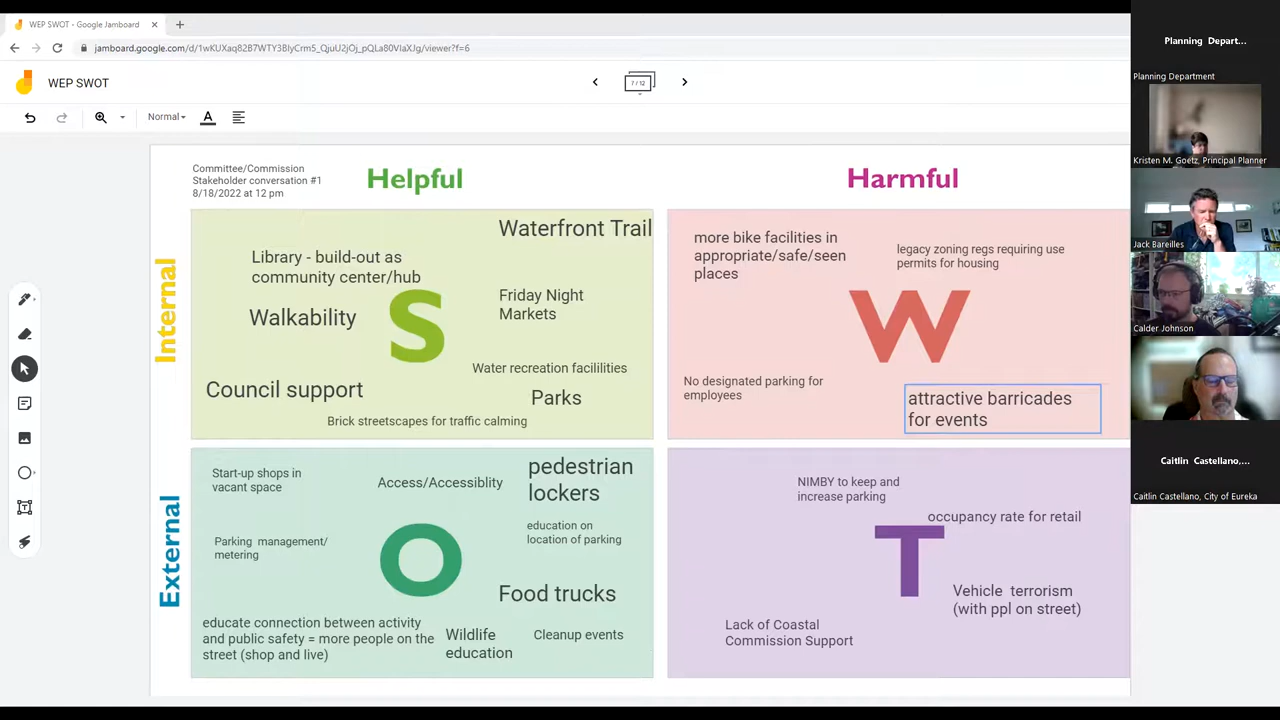 WEP SWOT - Google Jamboard
jamboard.google.com/d/1wKUXaq82B7WTY3BlyCrm5_QjuU2jOj_pQLa80VlaXJg/viewer?f=6
WEP SWOT
7 / 12
Normal
Committee/Commission
Stakeholder conversation #1
8/18/2022 at 12 pm
Helpful
Harmful
Internal
Waterfront Trail
Library - build-out as
community center/hub
Friday Night
Markets
Walkability
S
Water recreation facililities
Council support
Parks
Brick streetscapes for traffic calming
more bike facilities in
appropriate/safe/seen
places
legacy zoning regs requiring use
permits for housing
W
No designated parking for
employees
attractive barricades
for events
External
Start-up shops in
vacant space
Access/Accessiblity
pedestrian
lockers
education on
location of parking
Parking management/
metering
O
Food trucks
educate connection between activity
and public safety = more people on the
street (shop and live)
Wildlife
education
Cleanup events
NIMBY to keep and
increase parking
occupancy rate for retail
T
Vehicle terrorism
(with ppl on street)
Lack of Coastal
Commission Support
Planning Depart...
Planning Department
Kristen M. Goetz, Principal Planner
Jack Bareilles
Calder Johnson
Caitlin Castellano,...
Caitlin Castellano, City of Eureka